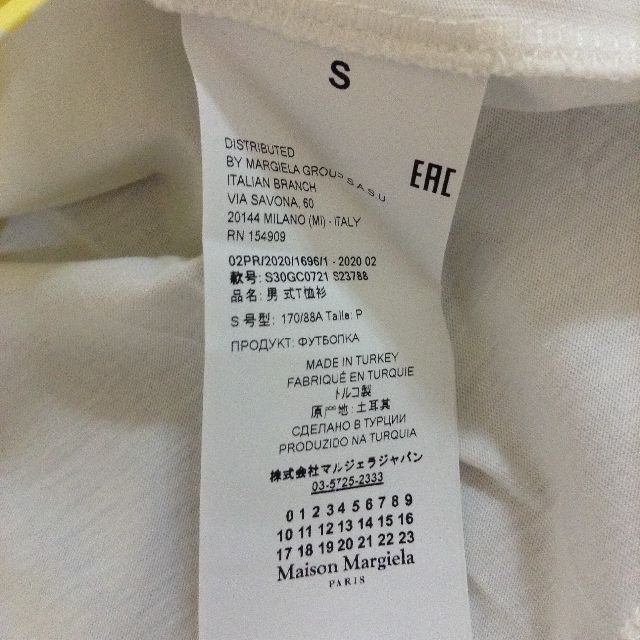 S
DISTRIBUTED
BY MARGIELA GROUP SASU
ITALIAN BRANCH
VIA SAVONA, 60
20144 MILANO (MI) - ITALY
RN 154909
EAC
02PR/2020/1696/1 - 2020 02
款号: S30GC0721 S23788
品名: 男 式T恤衫
S 号型: 170/88A Talle: P
ПРОДУКТ: ФУТБОЛКА
MADE IN TURKEY
FABRIQUÉ EN TURQUIE
トルコ製
原产地: 土耳其
СДЕЛАНО В ТУРЦИИ
PRODUZIDO NA TURQUIA
株式会社マルジェラジャパン
03-5725-2333
0 1 2 3 4 5 6 7 8 9
10 11 12 13 14 15 16
17 18 19 20 21 22 23
Maison Margiela
PARIS